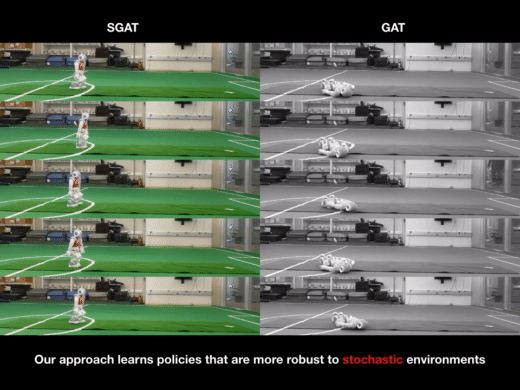 SGAT
GAT
Our approach learns policies that are more robust to stochastic environments